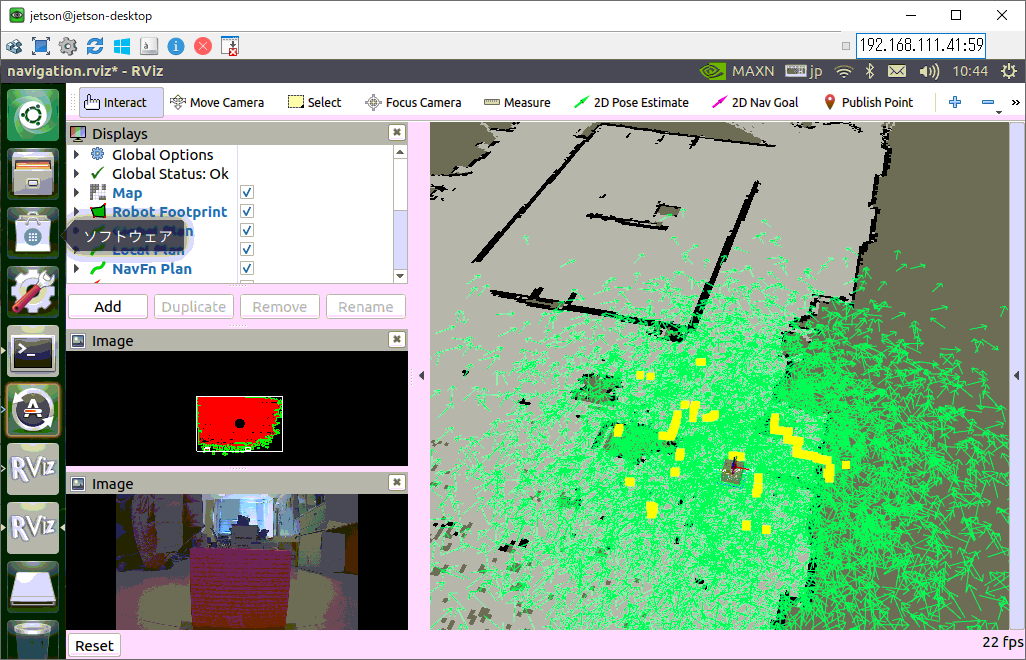 jetson@jetson-desktop
192.168.111.41:59
navigation.rviz* - RViz
MAXN
jp
10:44
Interact
Move Camera
Select
Focus Camera
Measure
2D Pose Estimate
2D Nav Goal
Publish Point
»
Displays
Global Options
Global Status: Ok
Map
Robot Footprint
ソフトウェア
Local Plan
NavFn Plan
Add
Duplicate
Remove
Rename
Image
RViz
Image
RViz
Reset
22 fps